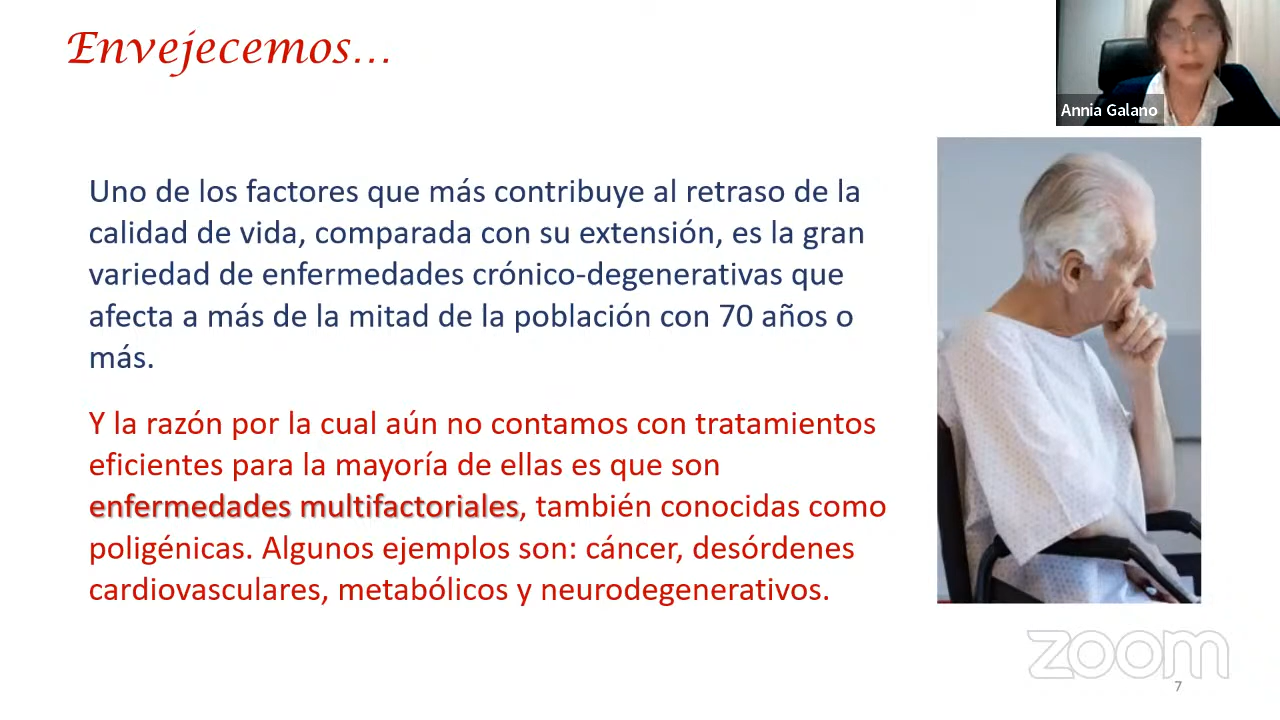 Envejecemos...
Annia Galano
Uno de los factores que más contribuye al retraso de la
calidad de vida, comparada con su extensión, es la gran
variedad de enfermedades crónico-degenerativas que
afecta a más de la mitad de la población con 70 años o
más.
Y la razón por la cual aún no contamos con tratamientos
eficientes para la mayoría de ellas es que son
enfermedades multifactoriales, también conocidas como
poligénicas. Algunos ejemplos son: cáncer, desórdenes
cardiovasculares, metabólicos y neurodegenerativos.
zoom
7